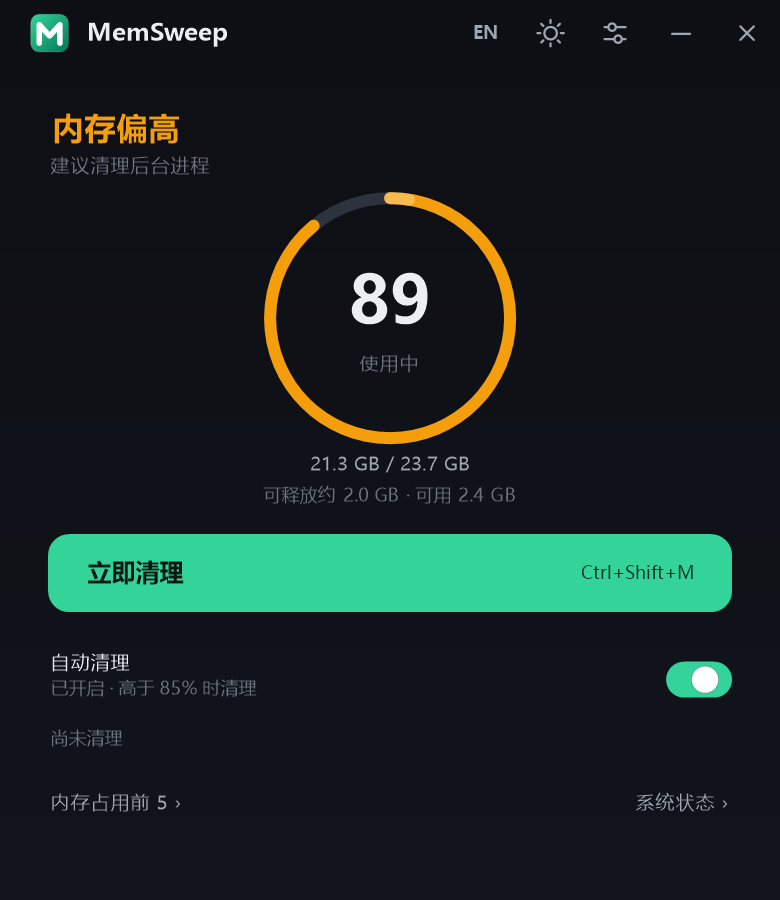 MemSweep EN
内存偏高
建议清理后台进程
89
使用中
21.3 GB / 23.7 GB
可释放约 2.0 GB · 可用 2.4 GB
立即清理 Ctrl+Shift+M
自动清理
已开启 · 高于 85% 时清理
尚未清理
内存占用前 5 › 系统状态 ›